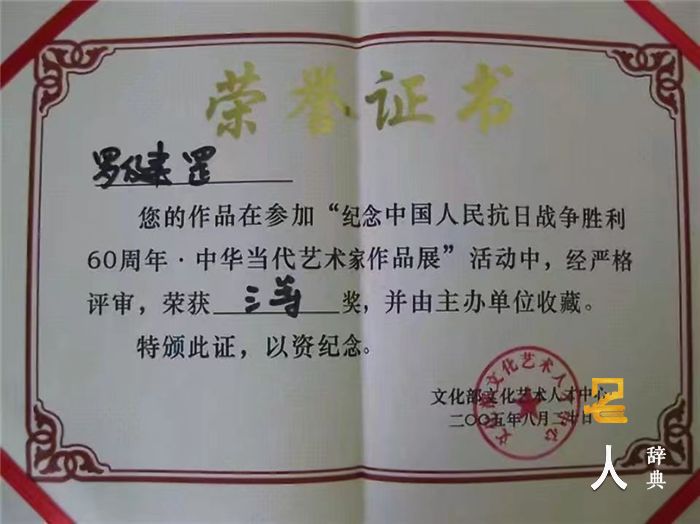 荣誉证书
罗健罡
您的作品在参加“纪念中国人民抗日战争胜利
60周年·中华当代艺术家作品展”活动中，经严格
评审，荣获三等奖，并由主办单位收藏。
特颁此证，以资纪念。
文化部文化艺术人才中心
二〇〇五年八月二十日
名人
辞典